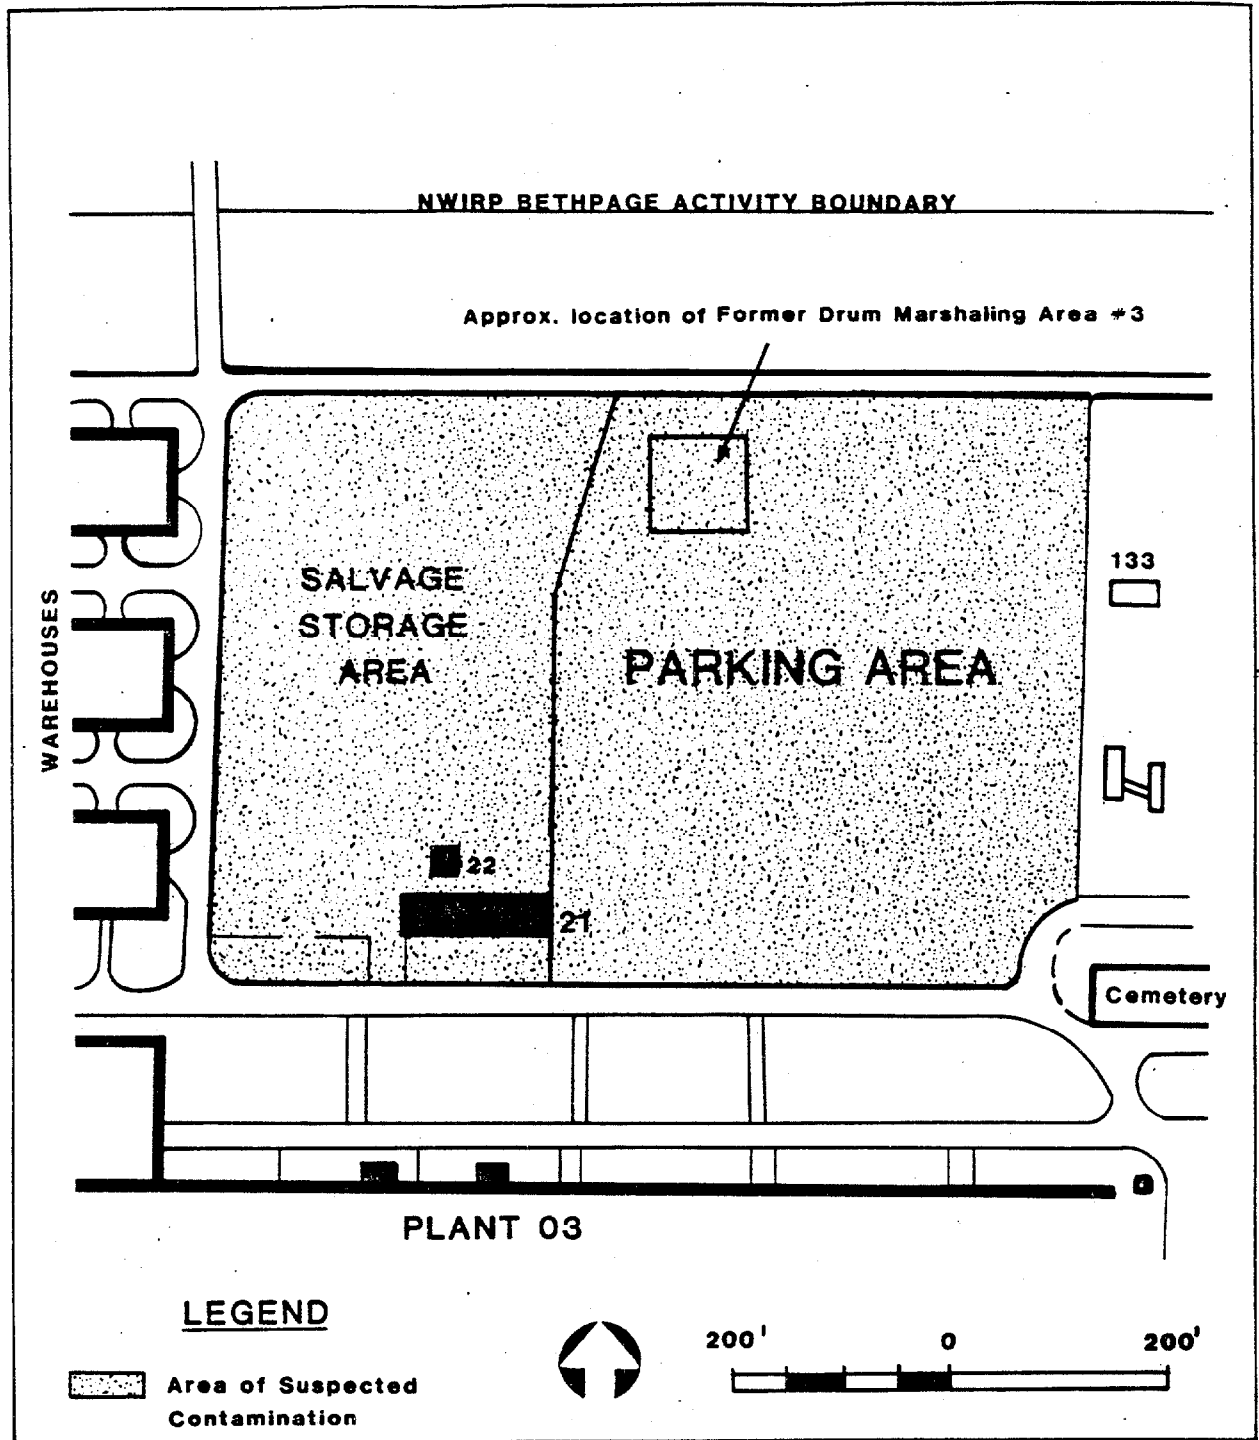 NWIRP BETHPAGE ACTIVITY BOUNDARY
Approx. location of Former Drum Marshaling Area #3
133
SALVAGE
STORAGE
AREA
PARKING AREA
WAREHOUSES
22
21
Cemetery
PLANT 03
LEGEND
Area of Suspected
Contamination
200' 0 200'